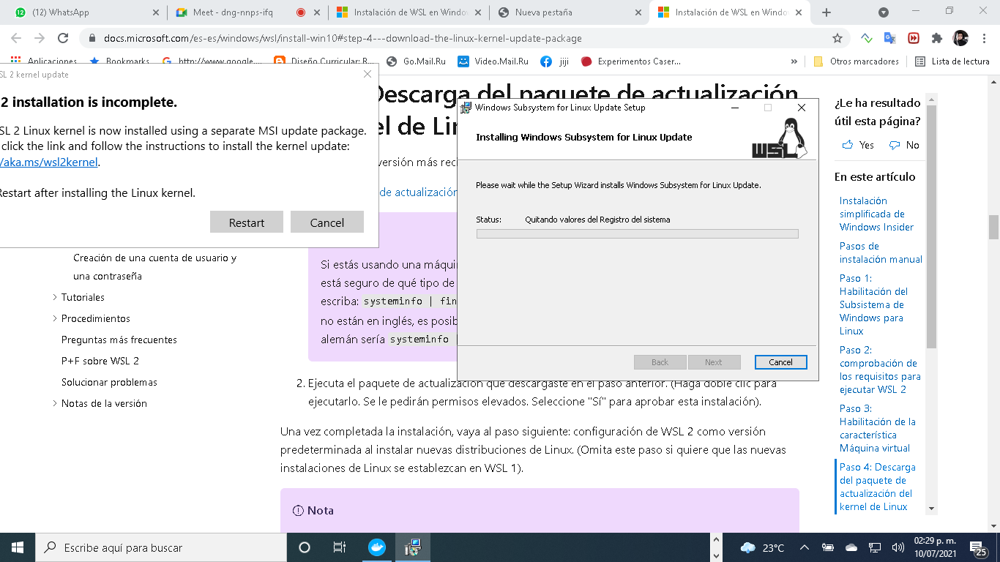 (12) WhatsApp
Meet - dng-nnps-ifq
Instalación de WSL en Windo
Nueva pestaña
Instalación de WSL en Windo
docs.microsoft.com/es-es/windows/wsl/install-win10#step-4---download-the-linux-kernel-update-package
Aplicaciones
Bookmarks
http://www.google....
Diseño Curricular: R...
Go.Mail.Ru
Video.Mail.Ru
jiji
Experimentos Caser...
»
Otros marcadores
Lista de lectura
SL 2 kernel update
2 installation is incomplete.
SL 2 Linux kernel is now installed using a separate MSI update package.
click the link and follow the instructions to install the kernel update:
/aka.ms/wsl2kernel.
Restart after installing the Linux kernel.
Restart
Cancel
Creación de una cuenta de usuario y
una contraseña
Tutoriales
Procedimientos
Preguntas más frecuentes
P+F sobre WSL 2
Solucionar problemas
Notas de la versión
Descarga del paquete de actualización
el de Li
versión más rec
de actualización
Si estás usando una máqui
está seguro de qué tipo de
escriba: systeminfo | fin
no están en inglés, es posib
alemán sería systeminfo |
Windows Subsystem for Linux Update Setup
Installing Windows Subsystem for Linux Update
WSL
Please wait while the Setup Wizard installs Windows Subsystem for Linux Update.
Status: Quitando valores del Registro del sistema
Back
Next
Cancel
2. Ejecuta el paquete de actualización que descargaste en el paso anterior. (Haga doble clic para
ejecutarlo. Se le pedirán permisos elevados. Seleccione "Sí" para aprobar esta instalación).
Una vez completada la instalación, vaya al paso siguiente: configuración de WSL 2 como versión
predeterminada al instalar nuevas distribuciones de Linux. (Omita este paso si quiere que las nuevas
instalaciones de Linux se establezcan en WSL 1).
Nota
¿Le ha resultado
útil esta página?
Yes
No
En este artículo
Instalación
simplificada de
Windows Insider
Pasos de
instalación manual
Paso 1:
Habilitación del
Subsistema de
Windows para
Linux
Paso 2:
comprobación de
los requisitos para
ejecutar WSL 2
Paso 3:
Habilitación de la
característica
Máquina virtual
Paso 4: Descarga
del paquete de
actualización del
kernel de Linux
Escribe aquí para buscar
23°C
02:29 p. m.
10/07/2021
25